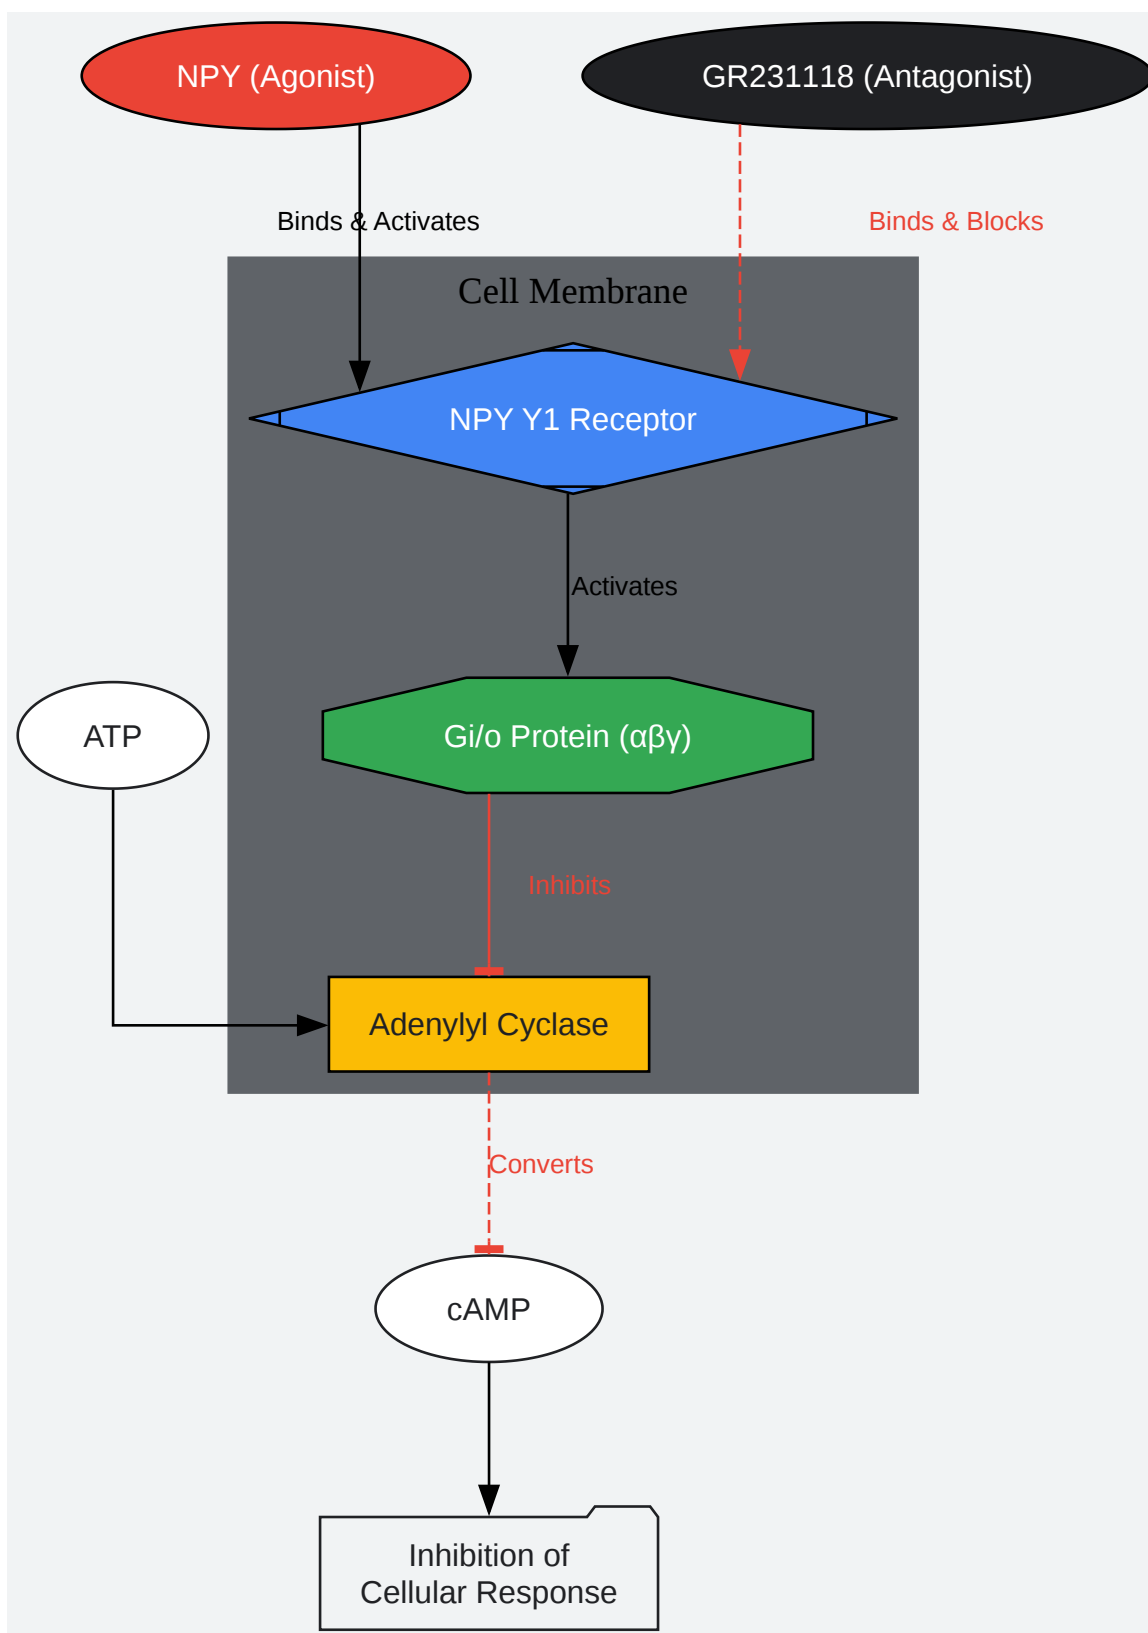 NPY (Agonist)
GR231118 (Antagonist)
Binds & Activates
Binds & Blocks
Cell Membrane
NPY Y1 Receptor
Activates
ATP
Gi/o Protein (αβγ)
Inhibits
Adenylyl Cyclase
Converts
cAMP
Inhibition of
Cellular Response